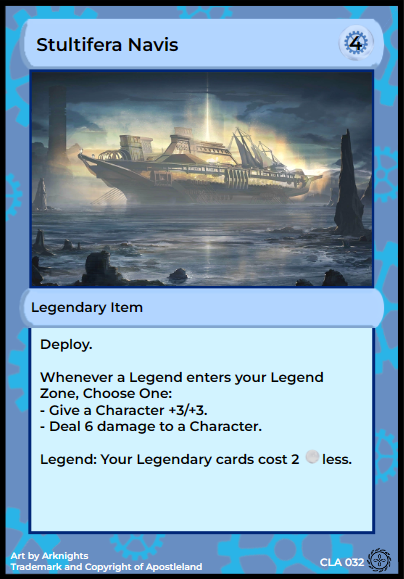 Stultifera Navis
4
Legendary Item
Deploy.
Whenever a Legend enters your Legend
Zone, Choose One:
- Give a Character +3/+3.
- Deal 6 damage to a Character.
Legend: Your Legendary cards cost 2 less.
Art by Arknights
Trademark and Copyright of Apostleland
CLA 032